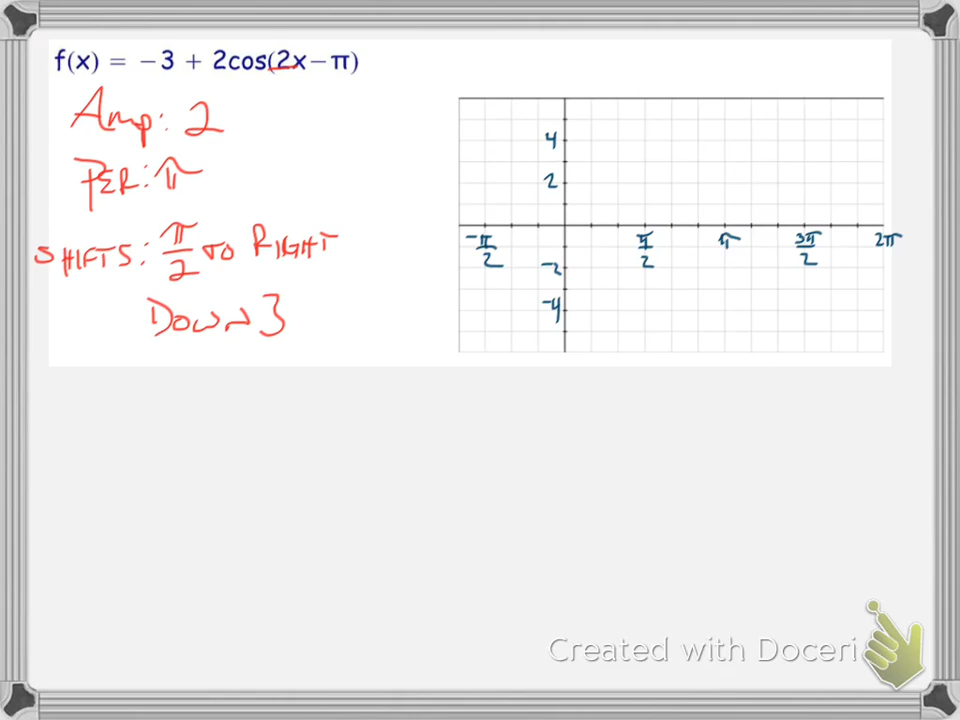 f(x) = −3 + 2cos(2x−π)
Amp: 2
PER: π
SHIFTS: π/2 TO RIGHT
DOWN 3
4
2
-π/2 π/2 π 3π/2 2π
-2
-4
Created with Doceri